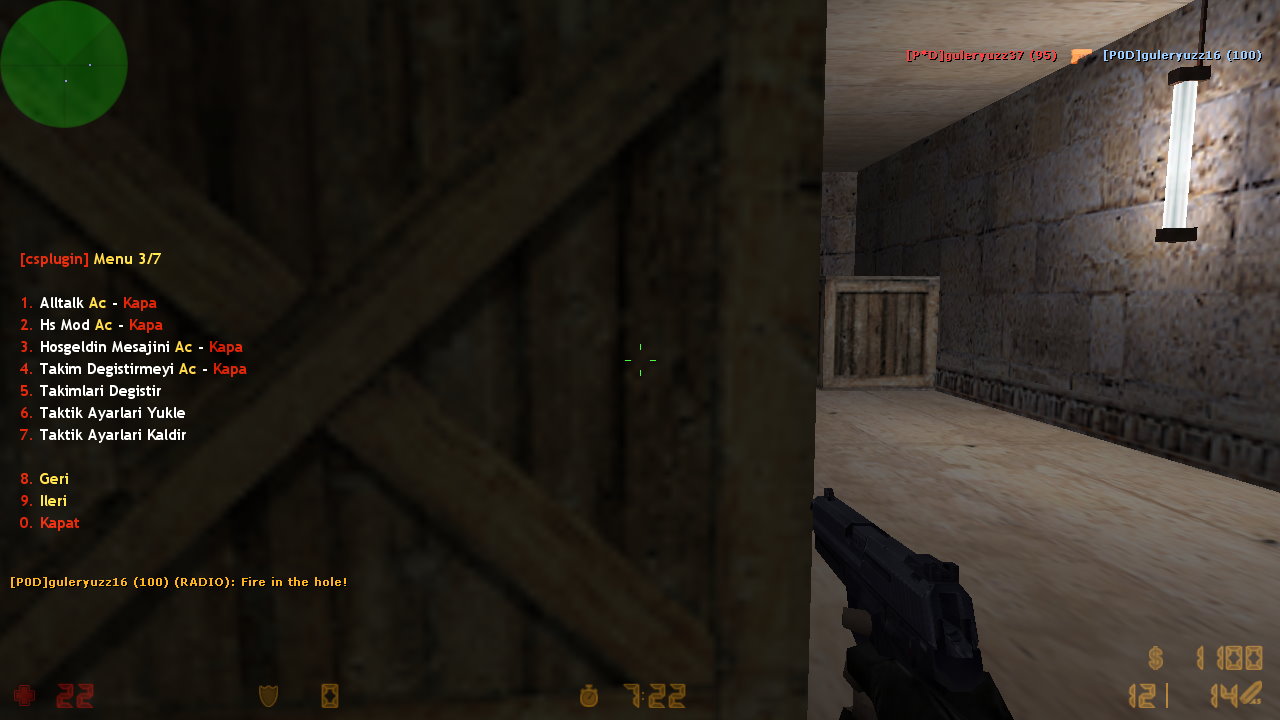 [P*D]guleryuzz37 (95) [P0D]guleryuzz16 (100)
[csplugin] Menu 3/7
1. Alltalk Ac - Kapa
2. Hs Mod Ac - Kapa
3. Hosgeldin Mesajini Ac - Kapa
4. Takim Degistirmeyi Ac - Kapa
5. Takimlari Degistir
6. Taktik Ayarlari Yukle
7. Taktik Ayarlari Kaldir
8. Geri
9. Ileri
0. Kapat
[P0D]guleryuzz16 (100) (RADIO): Fire in the hole!
$ 1100
22 0 7:22 12| 14 .45